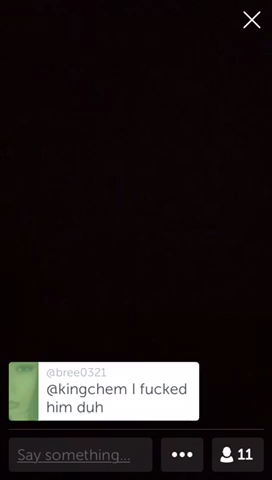 @bree0321
@kingchem I fucked
him duh
Say something...
11